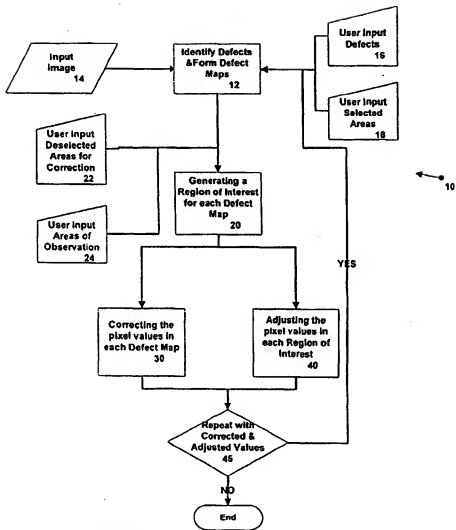 Input
Image
14
Identify Defects
&Form Defect
Maps
12
User Input
Defects
16
User Input
Selected
Areas
18
User Input
Deselected
Areas for
Correction
22
10
Generating a
Region of Interest
for each Defect
Map
20
User Input
Areas of
Observation
24
YES
Correcting the
pixel values in
each Defect Map
30
Adjusting the
pixel values in
each Region of
Interest
40
Repeat with
Corrected &
Adjusted Values
45
NO
End